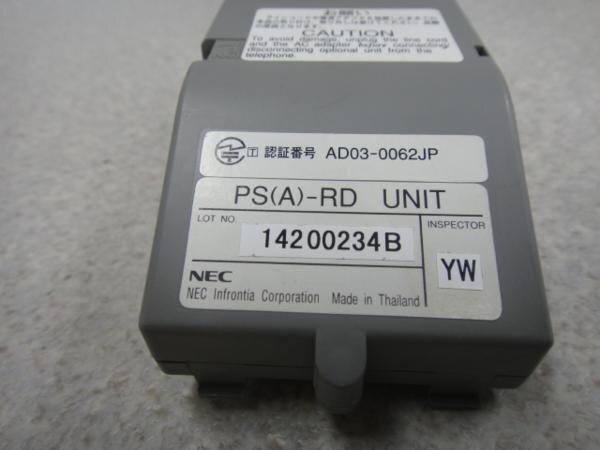 お願い
CAUTION
To avoid damage, unplug the line cord
and the AC adapter before connecting/
disconnecting optional unit from the
telephone.
T 認証番号 AD03-0062JP
PS(A)-RD UNIT
LOT NO. 14200234B
INSPECTOR
YW
NEC
NEC Infrontia Corporation Made in Thailand